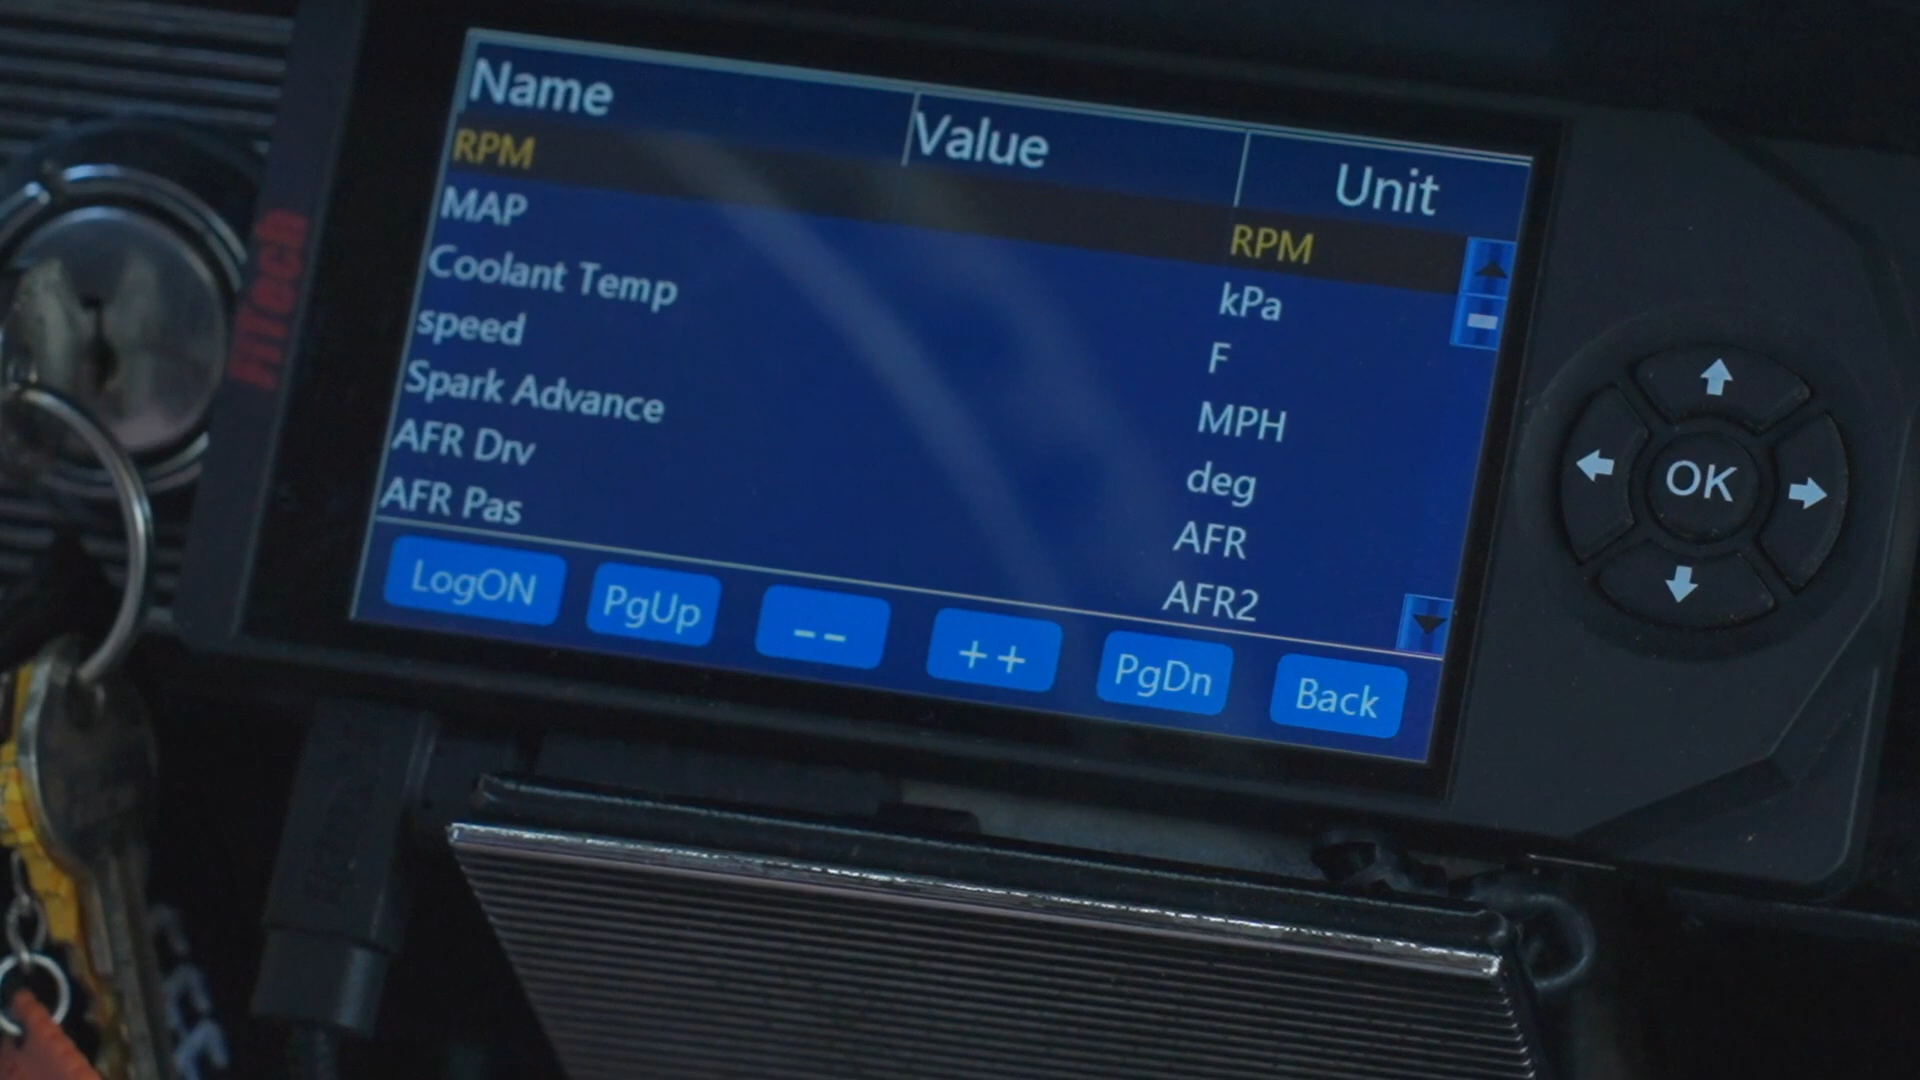 Name Value Unit
RPM RPM
MAP kPa
Coolant Temp F
speed MPH
Spark Advance deg
AFR Drv AFR
AFR Pas AFR2
LogON PgUp -- ++ PgDn Back
OK
FiTech